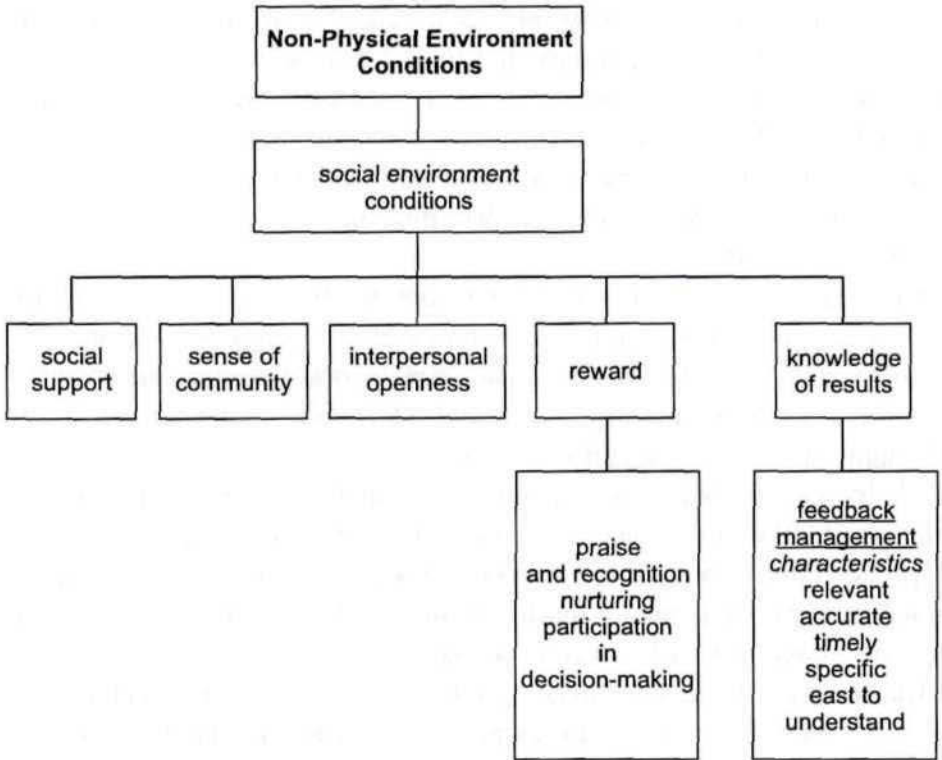 Non-Physical Environment
Conditions
social environment
conditions
social
support
sense of
community
interpersonal
openness
reward
knowledge
of results
praise
and recognition
nurturing
participation
in
decision-making
feedback
management
characteristics
relevant
accurate
timely
specific
east to
understand